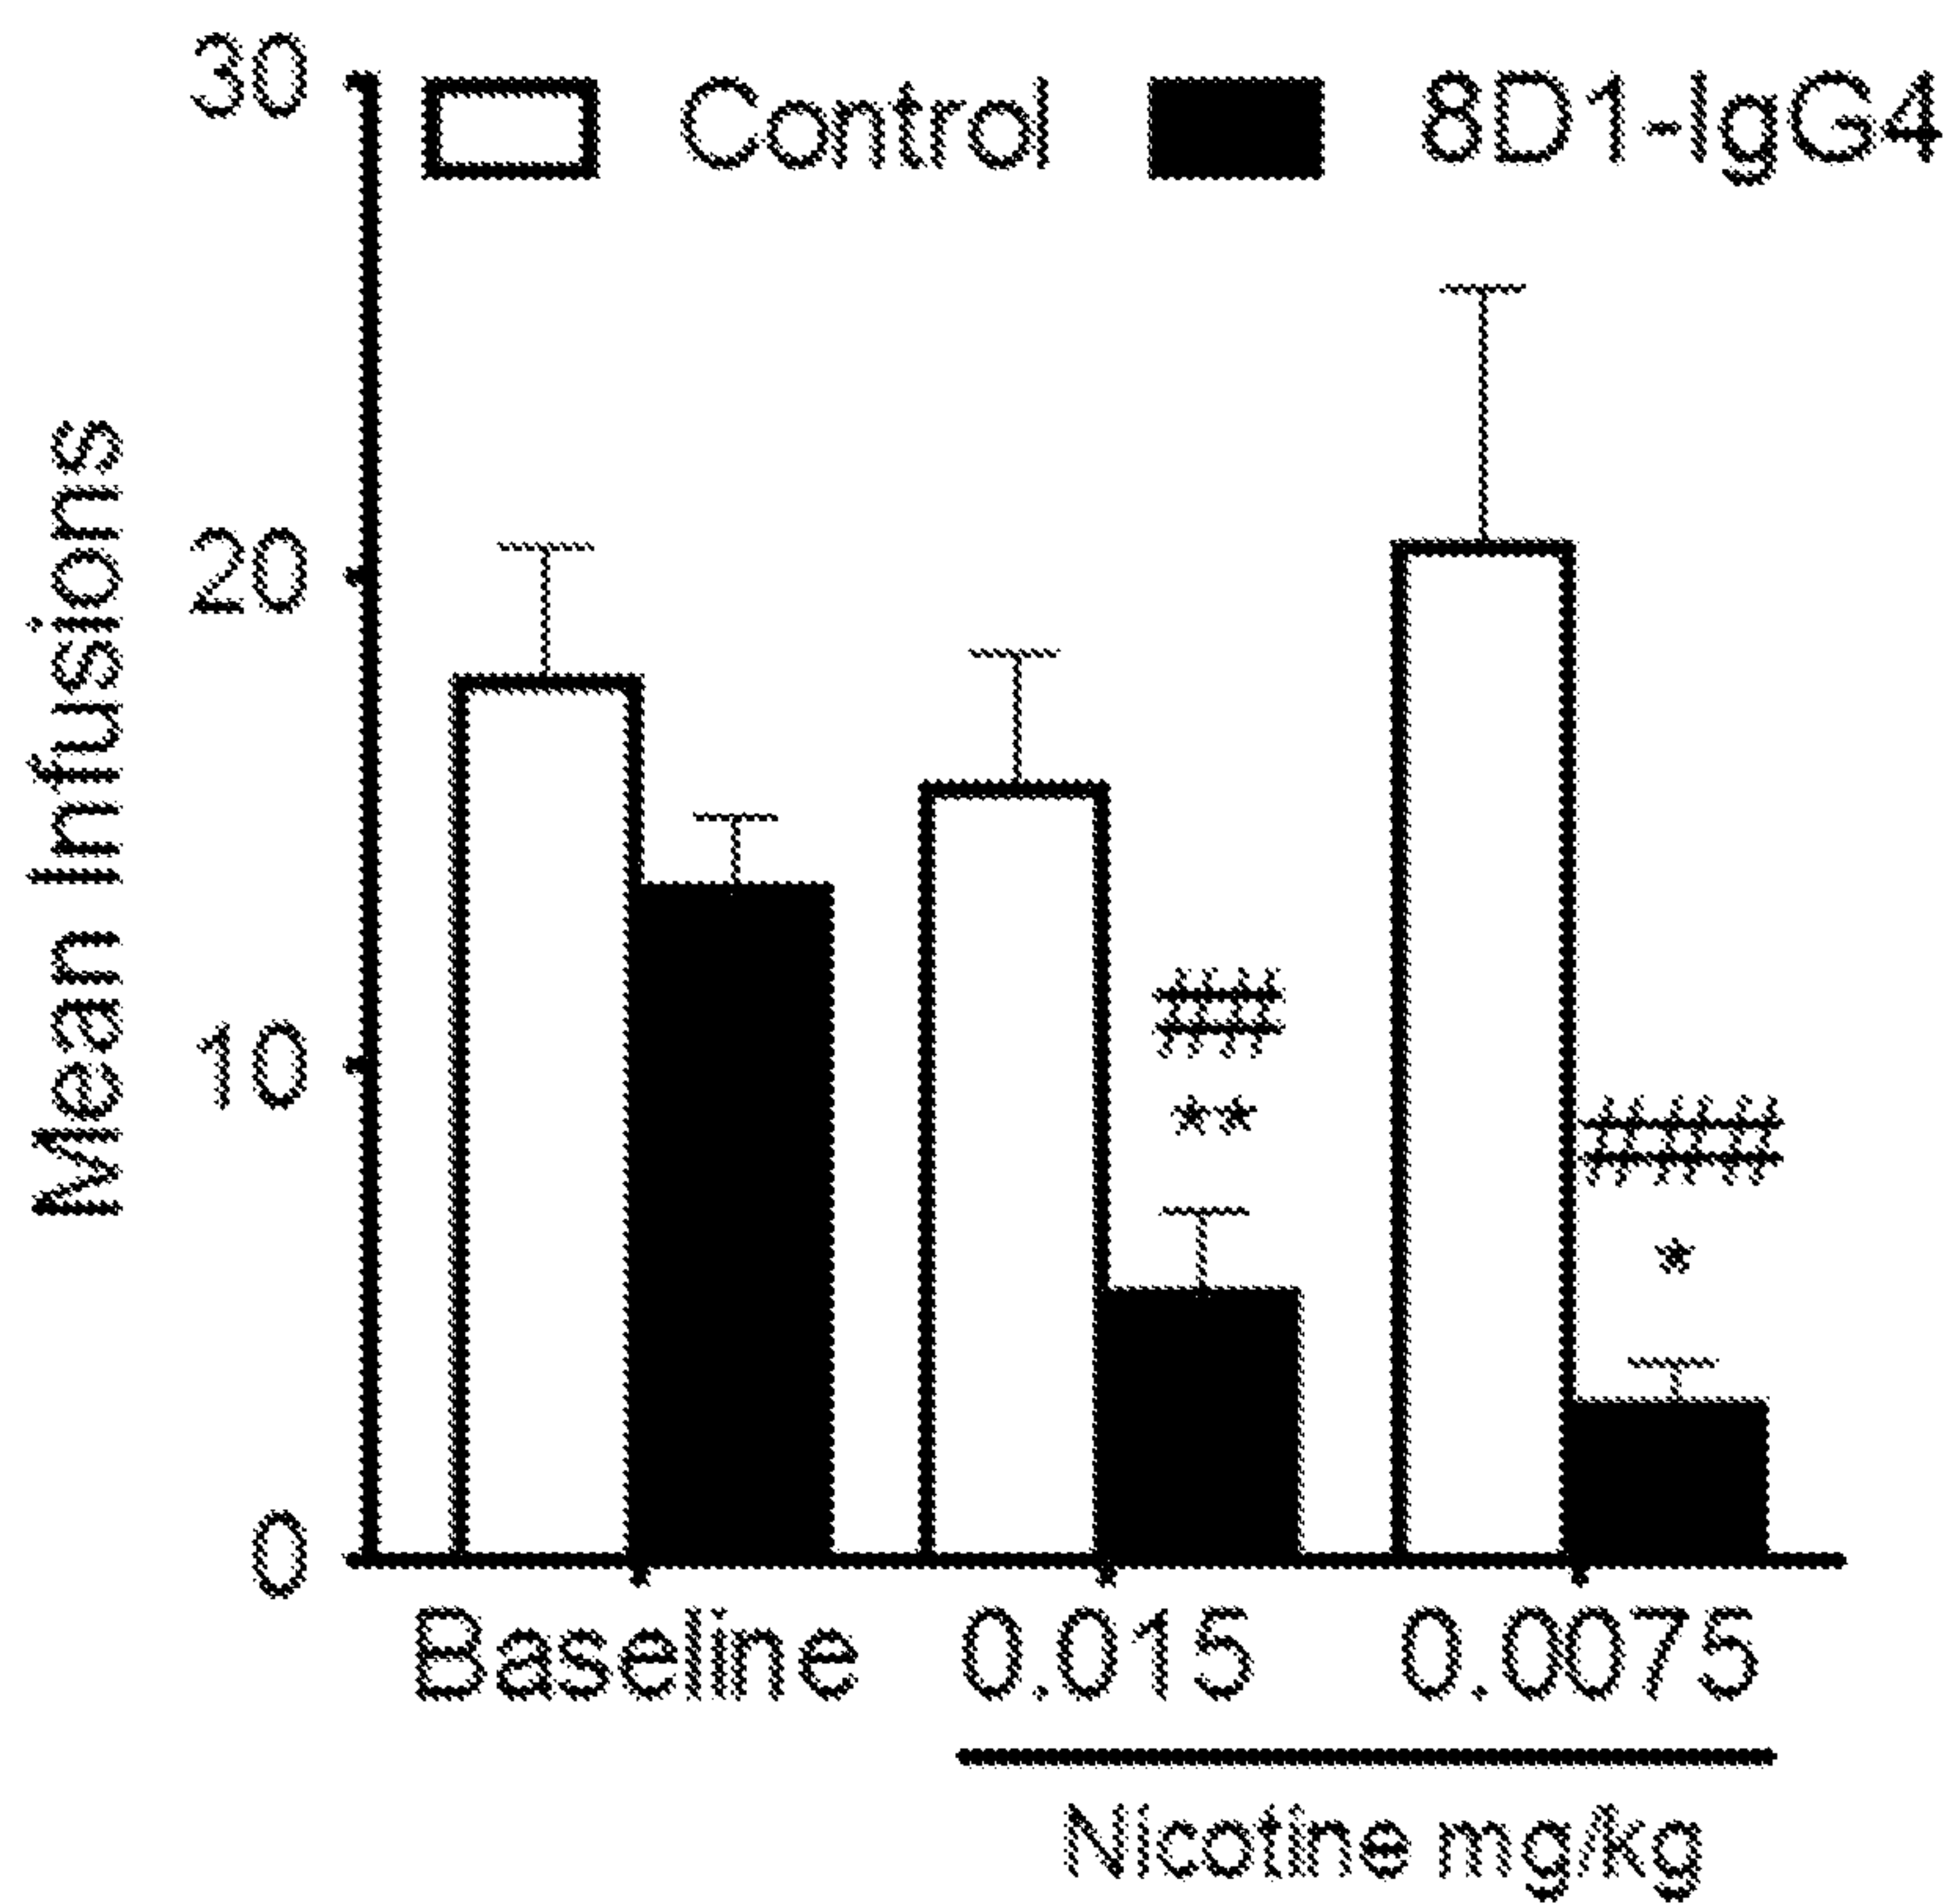 30
Control 8D1-IgG4
20
10
0
Mean Infusions
##
**
###
*
Baseline 0.015 0.0075
Nicotine mg/kg